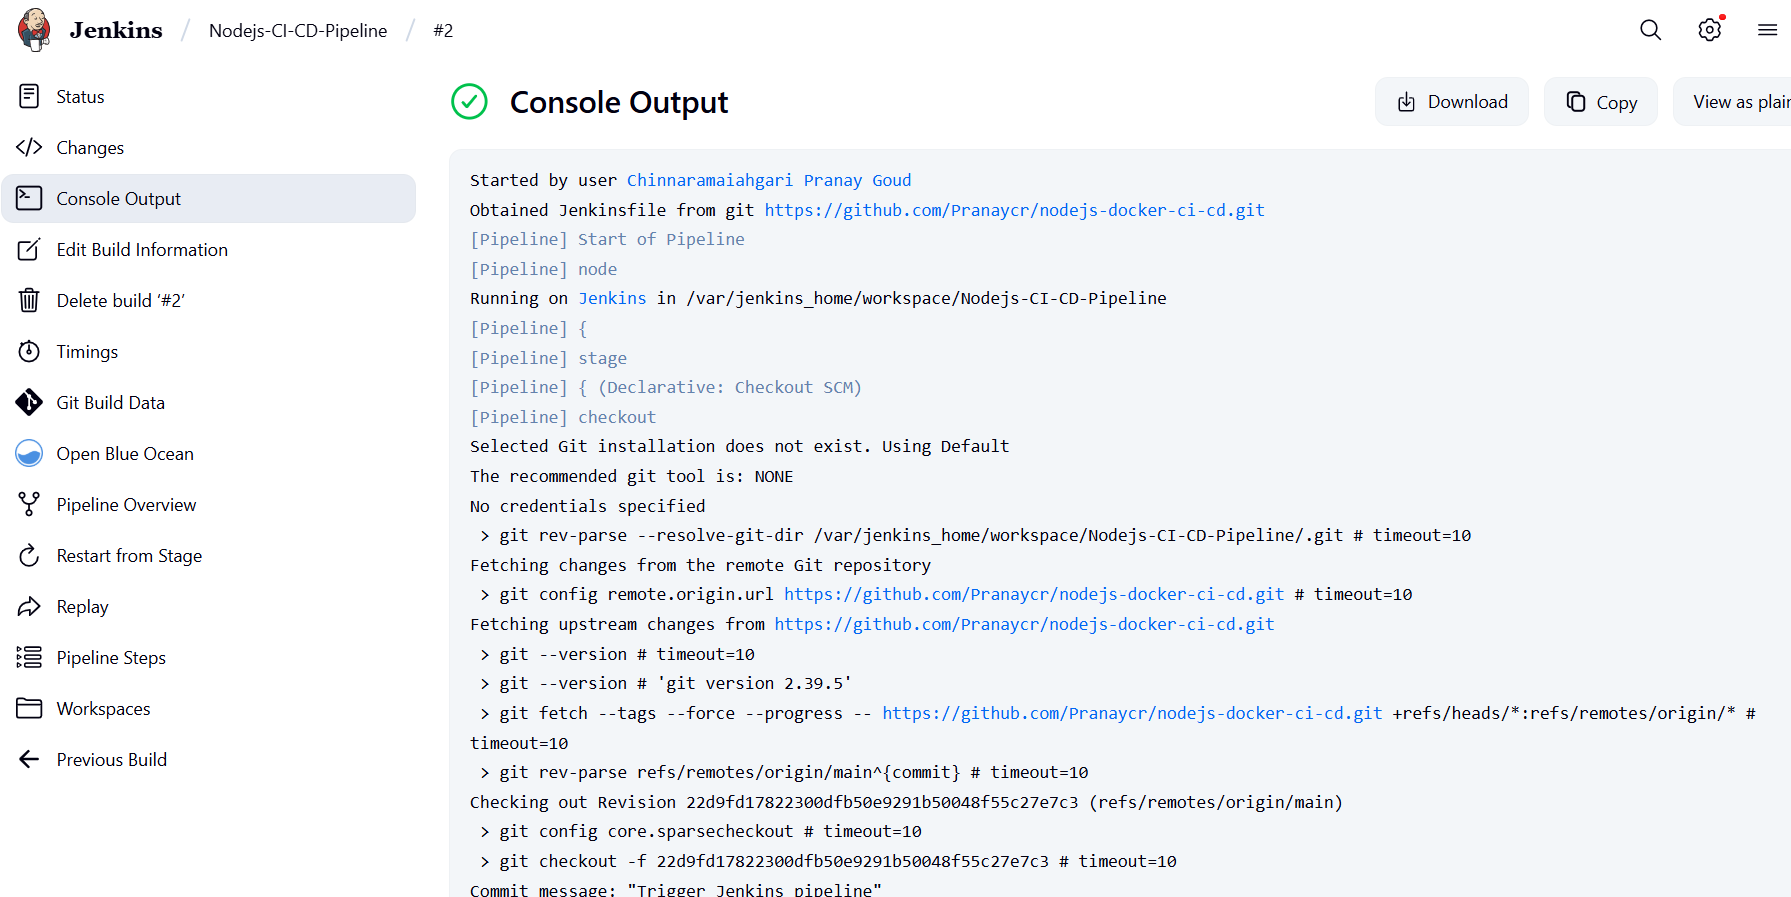 Jenkins / Nodejs-CI-CD-Pipeline / #2
Status
Changes
Console Output
Edit Build Information
Delete build ‘#2’
Timings
Git Build Data
Open Blue Ocean
Pipeline Overview
Restart from Stage
Replay
Pipeline Steps
Workspaces
Previous Build
Console Output
Download
Copy
View as plai
Started by user Chinnaramaiahgari Pranay Goud
Obtained Jenkinsfile from git https://github.com/Pranaycr/nodejs-docker-ci-cd.git
[Pipeline] Start of Pipeline
[Pipeline] node
Running on Jenkins in /var/jenkins_home/workspace/Nodejs-CI-CD-Pipeline
[Pipeline] {
[Pipeline] stage
[Pipeline] { (Declarative: Checkout SCM)
[Pipeline] checkout
Selected Git installation does not exist. Using Default
The recommended git tool is: NONE
No credentials specified
 > git rev-parse --resolve-git-dir /var/jenkins_home/workspace/Nodejs-CI-CD-Pipeline/.git # timeout=10
Fetching changes from the remote Git repository
 > git config remote.origin.url https://github.com/Pranaycr/nodejs-docker-ci-cd.git # timeout=10
Fetching upstream changes from https://github.com/Pranaycr/nodejs-docker-ci-cd.git
 > git --version # timeout=10
 > git --version # 'git version 2.39.5'
 > git fetch --tags --force --progress -- https://github.com/Pranaycr/nodejs-docker-ci-cd.git +refs/heads/*:refs/remotes/origin/* #
timeout=10
 > git rev-parse refs/remotes/origin/main^{commit} # timeout=10
Checking out Revision 22d9fd17822300dfb50e9291b50048f55c27e7c3 (refs/remotes/origin/main)
 > git config core.sparsecheckout # timeout=10
 > git checkout -f 22d9fd17822300dfb50e9291b50048f55c27e7c3 # timeout=10
Commit message: "Trigger Jenkins pipeline"